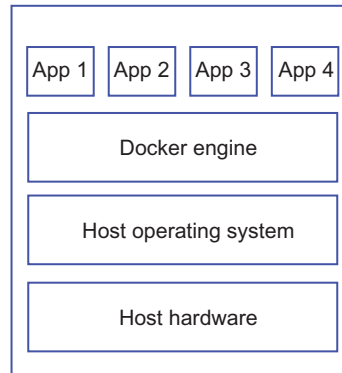 App 1 App 2 App 3 App 4
Docker engine
Host operating system
Host hardware